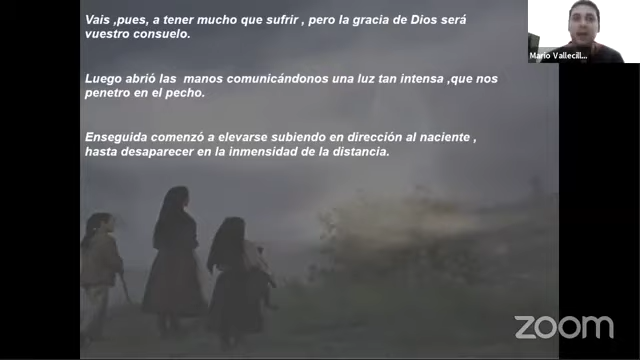 Vais ,pues, a tener mucho que sufrir , pero la gracia de Dios será
vuestro consuelo.
Luego abrió las manos comunicándonos una luz tan intensa ,que nos
penetro en el pecho.
Enseguida comenzó a elevarse subiendo en dirección al naciente ,
hasta desaparecer en la inmensidad de la distancia.
Mario Vallecill...
zoom